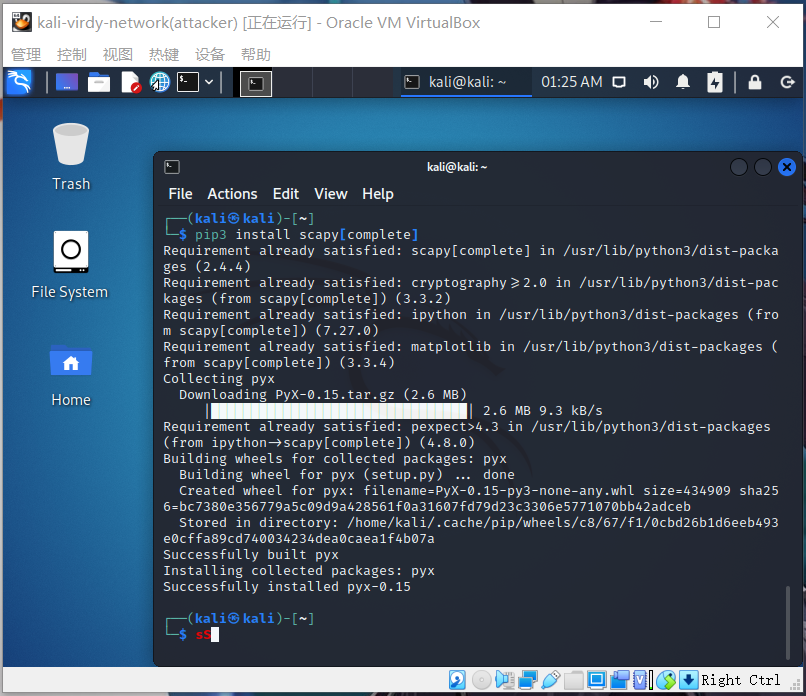 kali-virdy-network(attacker) [正在运行] - Oracle VM VirtualBox
管理 控制 视图 热键 设备 帮助
kali@kali: ~ 01:25 AM
Trash
File System
Home
kali@kali: ~
File Actions Edit View Help
┌──(kali㉿kali)-[~]
└─$ pip3 install scapy[complete]
Requirement already satisfied: scapy[complete] in /usr/lib/python3/dist-packa
ges (2.4.4)
Requirement already satisfied: cryptography≥2.0 in /usr/lib/python3/dist-pac
kages (from scapy[complete]) (3.3.2)
Requirement already satisfied: ipython in /usr/lib/python3/dist-packages (fro
m scapy[complete]) (7.27.0)
Requirement already satisfied: matplotlib in /usr/lib/python3/dist-packages (
from scapy[complete]) (3.3.4)
Collecting pyx
Downloading PyX-0.15.tar.gz (2.6 MB)
2.6 MB 9.3 kB/s
Requirement already satisfied: pexpect>4.3 in /usr/lib/python3/dist-packages
(from ipython→scapy[complete]) (4.8.0)
Building wheels for collected packages: pyx
Building wheel for pyx (setup.py) ... done
Created wheel for pyx: filename=PyX-0.15-py3-none-any.whl size=434909 sha25
6=bc7380e356779a5c09d9a428561f0a31607fd79d23c3306e5771070bb42adceb
Stored in directory: /home/kali/.cache/pip/wheels/c8/67/f1/0cbd26b1d6eeb493
e0cffa89cd740034234dea0caea1f4b07a
Successfully built pyx
Installing collected packages: pyx
Successfully installed pyx-0.15
┌──(kali㉿kali)-[~]
└─$ sS
Right Ctrl